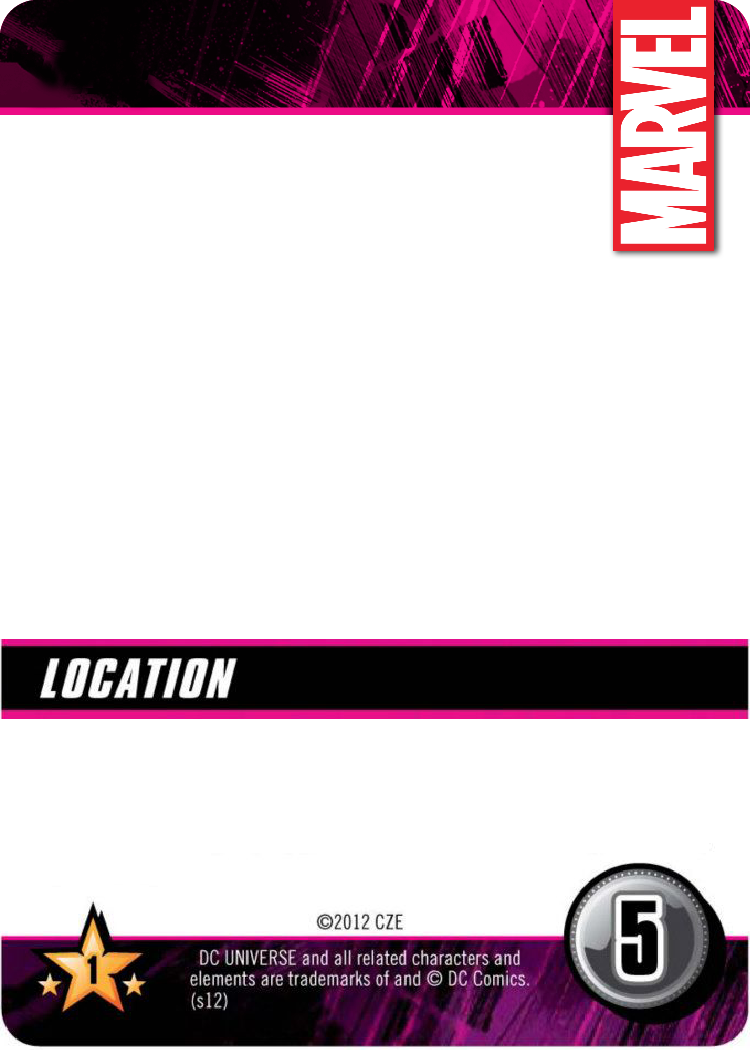 MARVEL
LOCATION
©2012 CZE
1
DC UNIVERSE and all related characters and
elements are trademarks of and © DC Comics.
(s12)
5